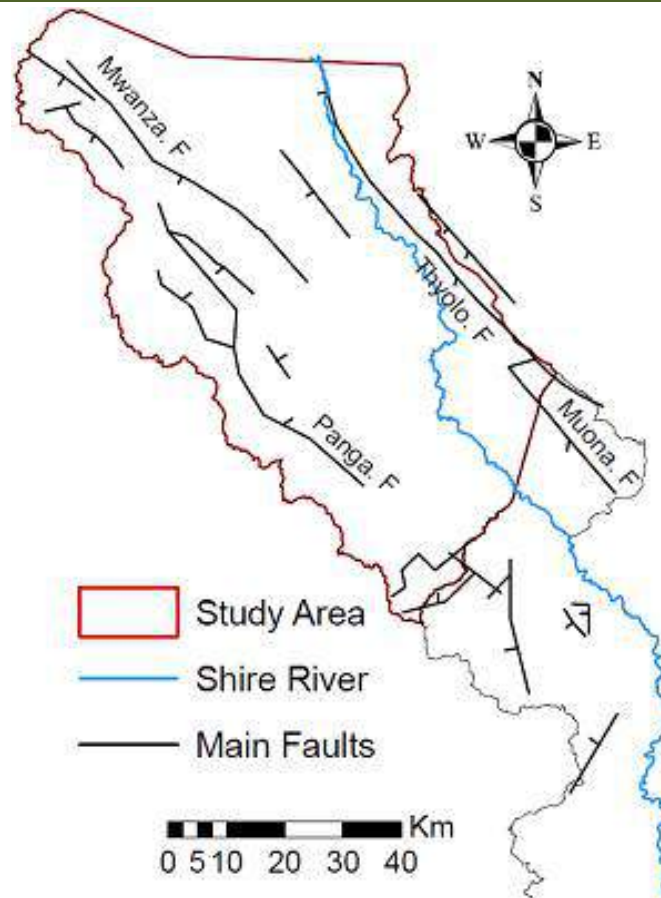 Mwanza. F
N
W E
S
Thyolo. F
Muona. F
Panga. F
Study Area
Shire River
Main Faults
Km
0 5 10 20 30 40